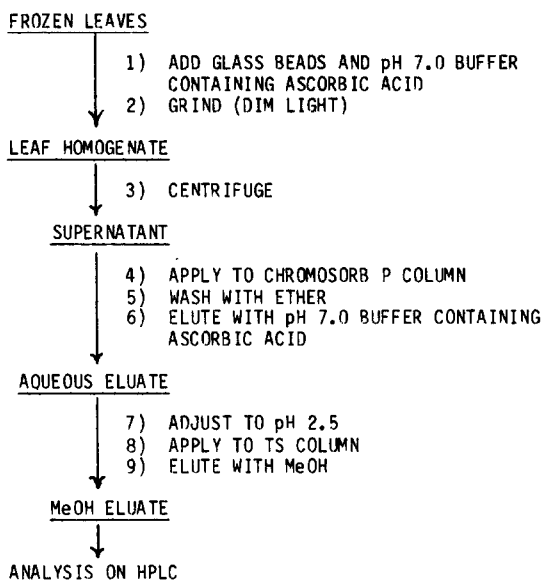 FROZEN LEAVES
1) ADD GLASS BEADS AND pH 7.0 BUFFER
CONTAINING ASCORBIC ACID
2) GRIND (DIM LIGHT)
LEAF HOMOGENATE
3) CENTRIFUGE
SUPERNATANT
4) APPLY TO CHROMOSORB P COLUMN
5) WASH WITH ETHER
6) ELUTE WITH pH 7.0 BUFFER CONTAINING
ASCORBIC ACID
AQUEOUS ELUATE
7) ADJUST TO pH 2.5
8) APPLY TO TS COLUMN
9) ELUTE WITH MeOH
MeOH ELUATE
ANALYSIS ON HPLC